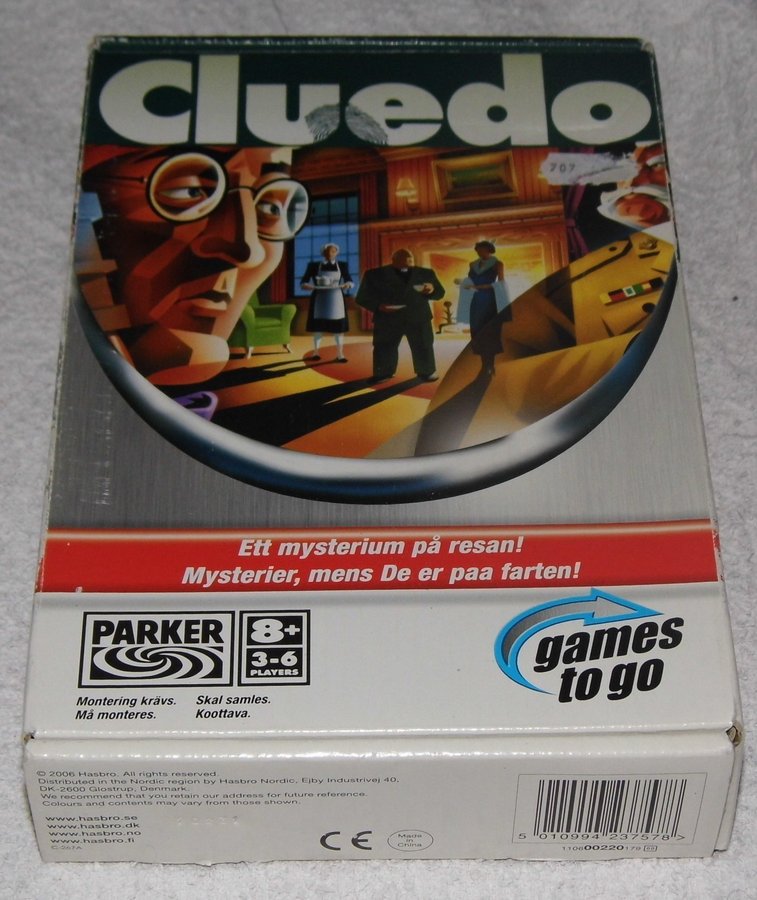 Cluedo
707
Ett mysterium på resan!
Mysterier, mens De er paa farten!
PARKER
8+
3-6
PLAYERS
games
to go
Montering krävs. Skal samles.
Må monteres. Koottava.
© 2006 Hasbro. All rights reserved.
Distributed in the Nordic region by Hasbro Nordic, Ejby Industrivej 40,
DK-2600 Glostrup, Denmark.
We recommend that you retain our address for future reference.
Colours and contents may vary from those shown.
www.hasbro.se
www.hasbro.dk
www.hasbro.no
www.hasbro.fi
C-267A
CE
Made in China
5 010994 237578 >
110600220179